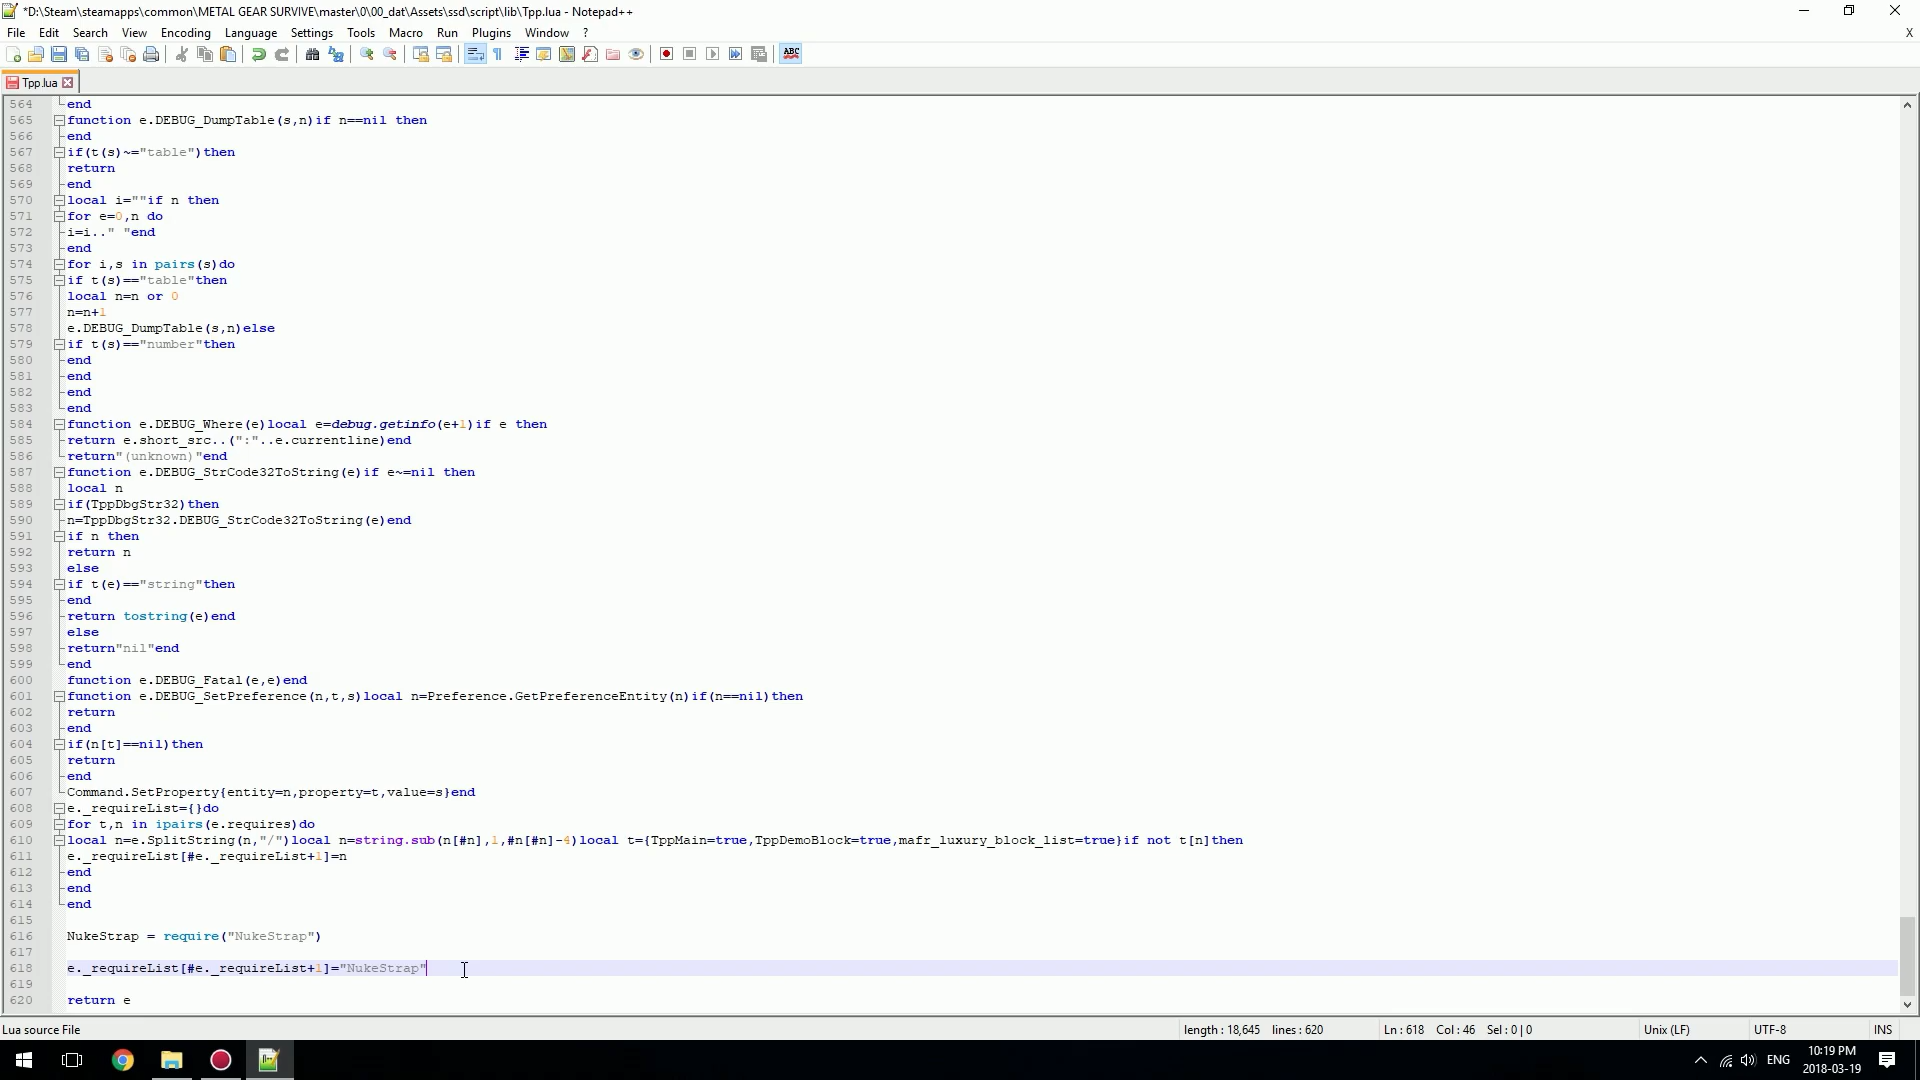 *D:\Steam\steamapps\common\METAL GEAR SURVIVE\master\0\00_dat\Assets\ssd\script\lib\Tpp.lua - Notepad++
File Edit Search View Encoding Language Settings Tools Macro Run Plugins Window ? X
ABC
Tpp.lua
564 end
565 function e.DEBUG_DumpTable(s,n)if n==nil then
566 end
567 if(t(s)~="table")then
568 return
569 end
570 local i=""if n then
571 for e=0,n do
572 i=i.." "end
573 end
574 for i,s in pairs(s)do
575 if t(s)=="table"then
576 local n=n or 0
577 n=n+1
578 e.DEBUG_DumpTable(s,n)else
579 if t(s)=="number"then
580 end
581 end
582 end
583 end
584 function e.DEBUG_Where(e)local e=debug.getinfo(e+1)if e then
585 return e.short_src..(":"..e.currentline)end
586 return"(unknown)"end
587 function e.DEBUG_StrCode32ToString(e)if e~=nil then
588 local n
589 if(TppDbgStr32)then
590 n=TppDbgStr32.DEBUG_StrCode32ToString(e)end
591 if n then
592 return n
593 else
594 if t(e)=="string"then
595 end
596 return tostring(e)end
597 else
598 return"nil"end
599 end
600 function e.DEBUG_Fatal(e,e)end
601 function e.DEBUG_SetPreference(n,t,s)local n=Preference.GetPreferenceEntity(n)if(n==nil)then
602 return
603 end
604 if(n[t]==nil)then
605 return
606 end
607 Command.SetProperty{entity=n,property=t,value=s}end
608 e._requireList={}do
609 for t,n in ipairs(e.requires)do
610 local n=e.SplitString(n,"/")local n=string.sub(n[#n],1,#n[#n]-4)local t={TppMain=true,TppDemoBlock=true,mafr_luxury_block_list=true}if not t[n]then
611 e._requireList[#e._requireList+1]=n
612 end
613 end
614 end
615
616 NukeStrap = require("NukeStrap")
617
618 e._requireList[#e._requireList+1]="NukeStrap"
619
620 return e
Lua source File length : 18,645 lines : 620 Ln : 618 Col : 46 Sel : 0 | 0 Unix (LF) UTF-8 INS
ENG 10:19 PM
2018-03-19